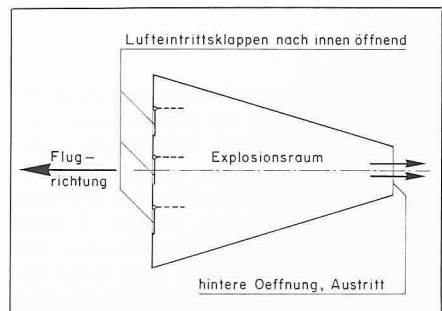 Lufteintrittsklappen nach innen öffnend
Flug-
richtung
Explosionsraum
hintere Oeffnung, Austritt